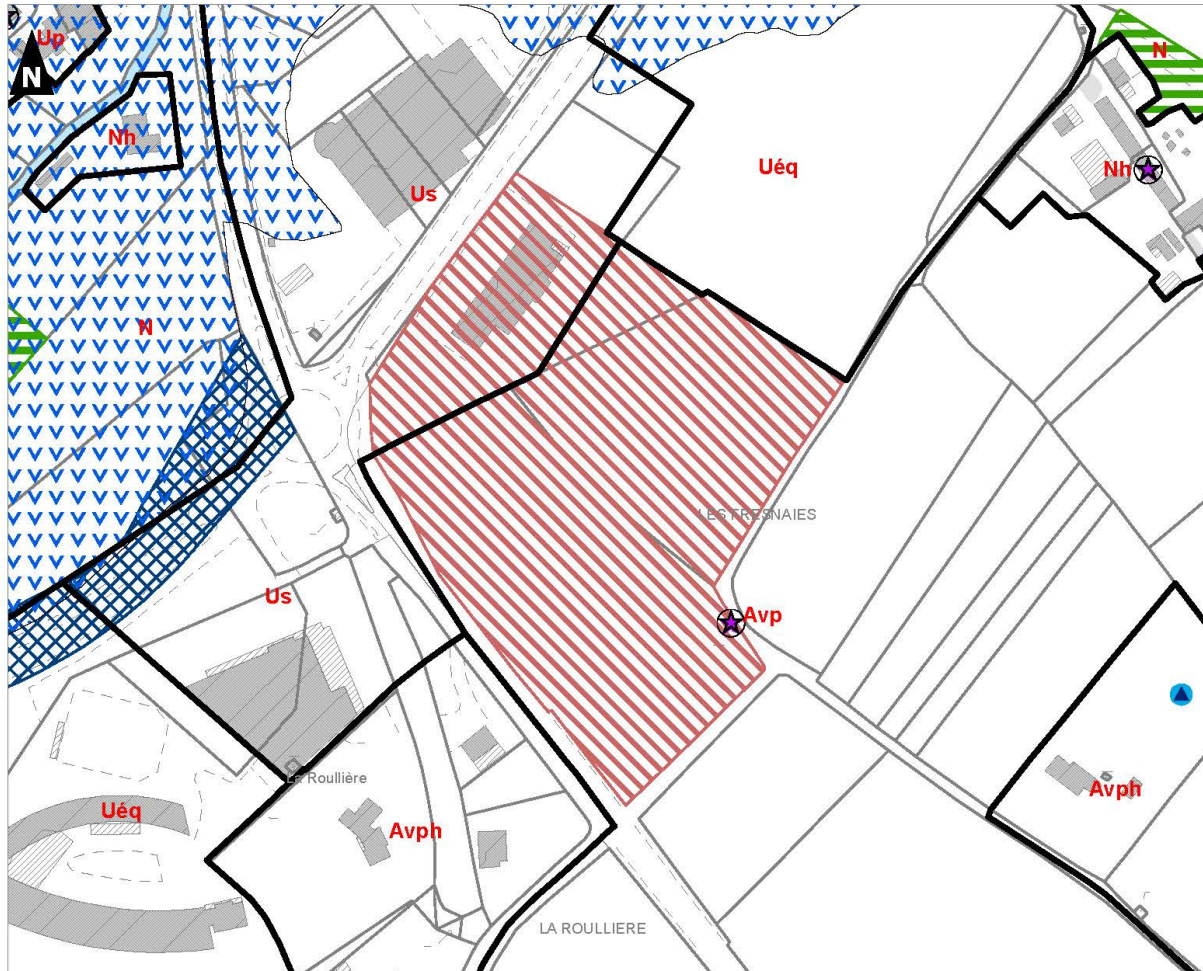 Up
N
N
Nh
Us
Uéq
Nh
N
LES FRESNAIES
Us
Avp
La Roullière
Uéq
Avph
Avph
LA ROULLIERE